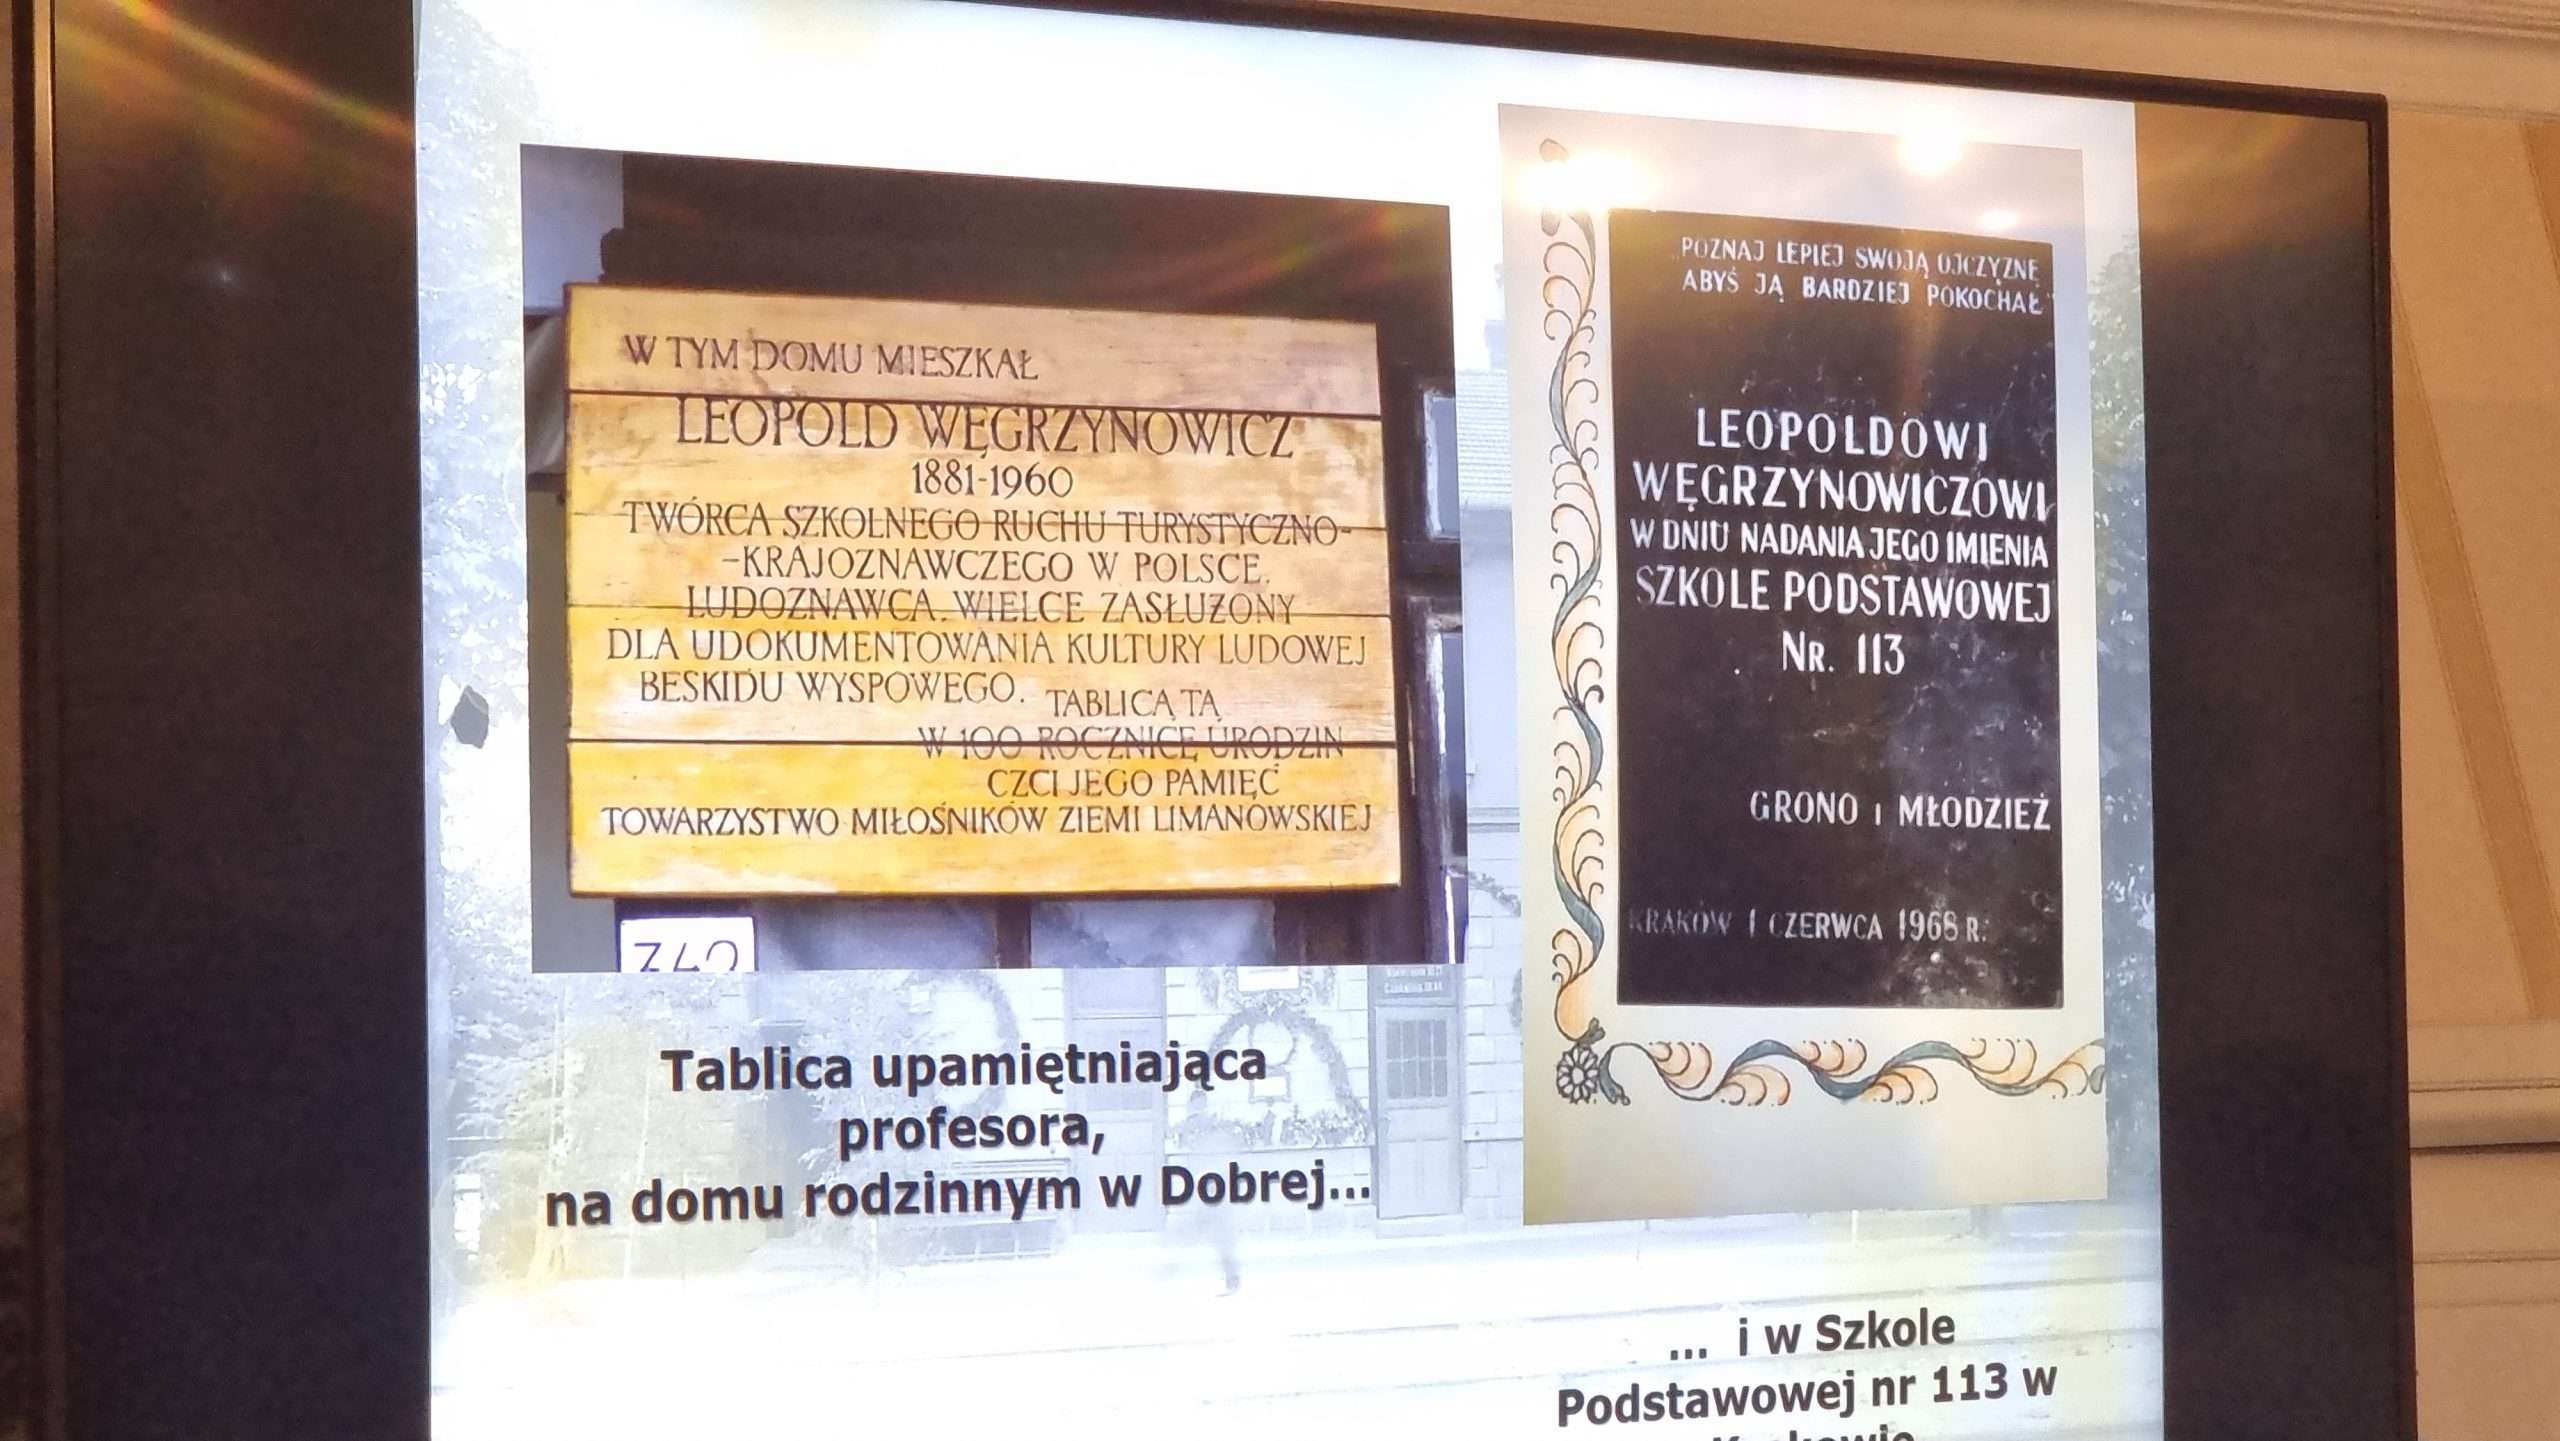 W TYM DOMU MIESZKAŁ
LEOPOLD WĘGRZYNOWICZ
1881-1960
TWÓRCA SZKOLNEGO RUCHU TURYSTYCZNO-
-KRAJOZNAWCZEGO W POLSCE.
LUDOZNAWCA. WIELCE ZASŁUŻONY
DLA UDOKUMENTOWANIA KULTURY LUDOWEJ
BESKIDU WYSPOWEGO. TABLICĄ TĄ
W 100 ROCZNICĘ URODZIN
CZCI JEGO PAMIĘĆ
TOWARZYSTWO MIŁOŚNIKÓW ZIEMI LIMANOWSKIEJ
340
Tablica upamiętniająca
profesora,
na domu rodzinnym w Dobrej...
„POZNAJ LEPIEJ SWOJĄ OJCZYZNĘ
ABYŚ JĄ BARDZIEJ POKOCHAŁ"
LEOPOLDOWI
WĘGRZYNOWICZOWI
W DNIU NADANIA JEGO IMIENIA
SZKOLE PODSTAWOWEJ
NR. 113
GRONO I MŁODZIEŻ
KRAKÓW 1 CZERWCA 1968 R.
... i w Szkole
Podstawowej nr 113 w
Krakowie